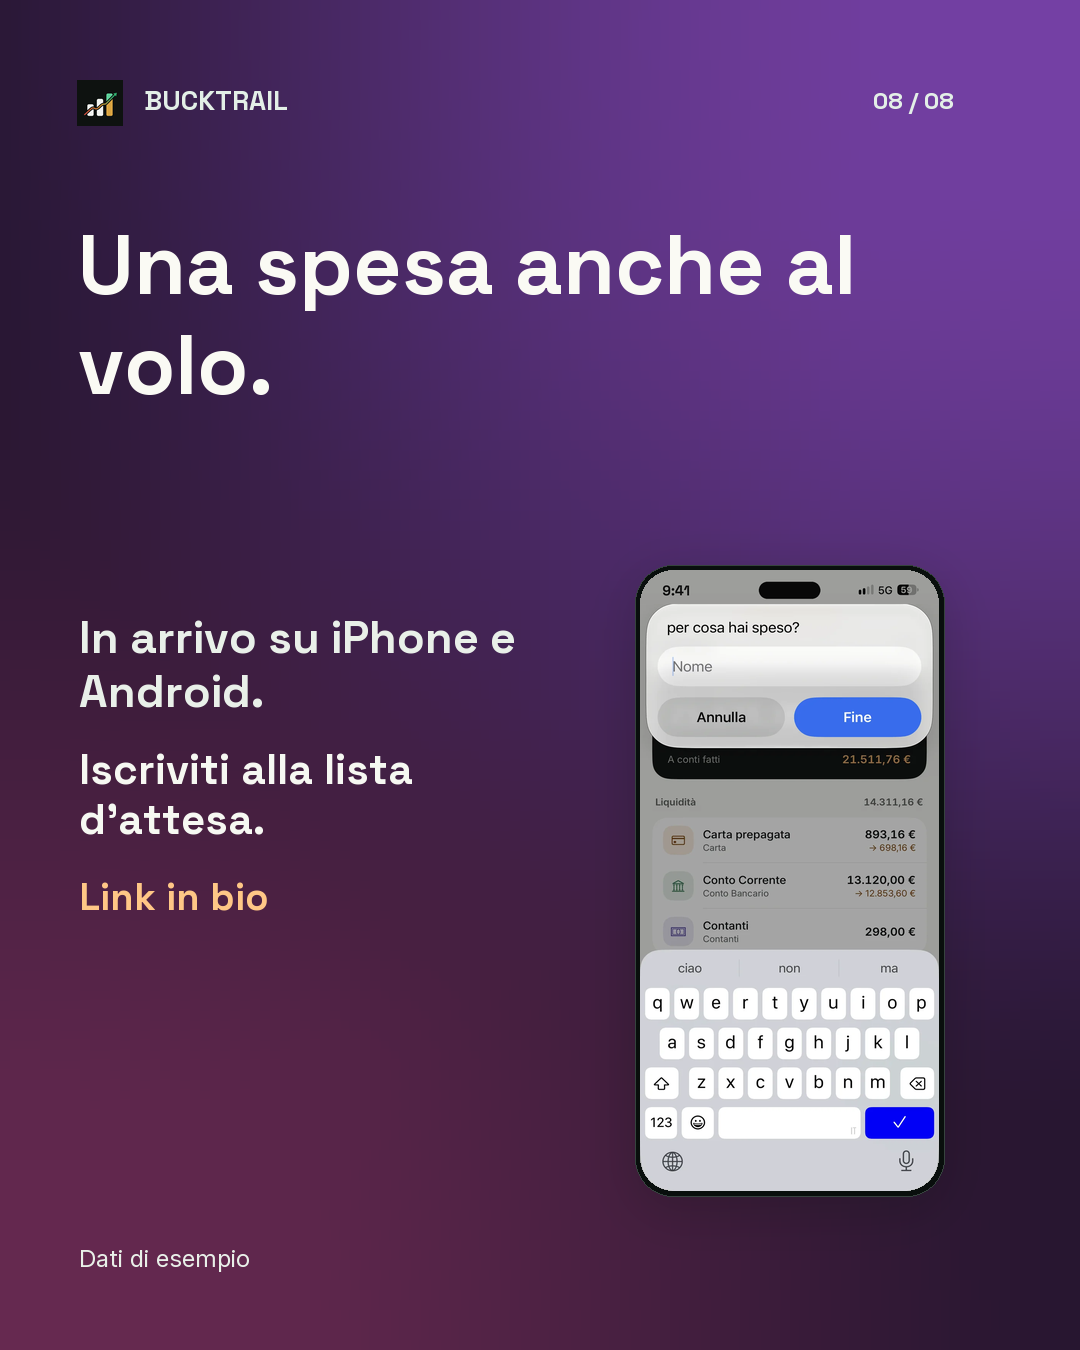 BUCKTRAIL
08 / 08
Una spesa anche al
volo.
In arrivo su iPhone e
Android.
Iscriviti alla lista
d’attesa.
Link in bio
9:41
5G 59
per cosa hai speso?
Nome
Annulla Fine
A conti fatti 21.511,76 €
Liquidità 14.311,16 €
Carta prepagata 893,16 €
Carta → 698,16 €
Conto Corrente 13.120,00 €
Conto Bancario → 12.853,60 €
Contanti 298,00 €
Contanti
ciao non ma
q w e r t y u i o p
a s d f g h j k l
z x c v b n m
123
IT
Dati di esempio